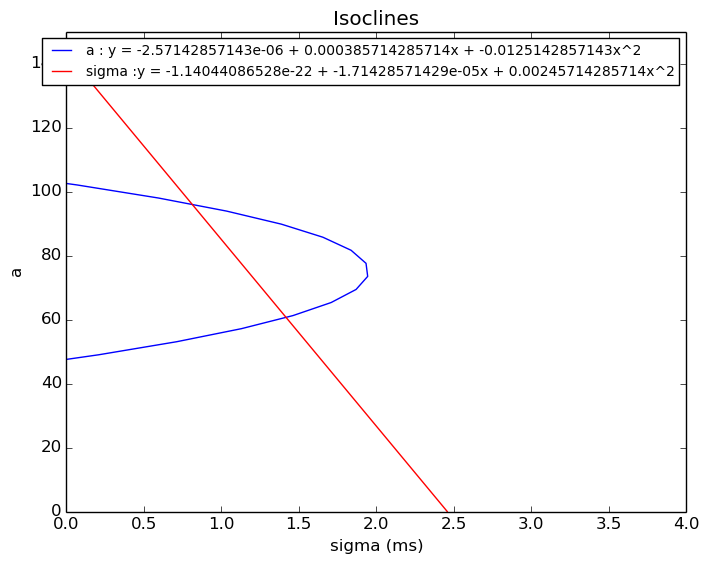 Isoclines
a : y = -2.57142857143e-06 + 0.000385714285714x + -0.0125142857143x^2
sigma :y = -1.14044086528e-22 + -1.71428571429e-05x + 0.00245714285714x^2
120
100
80
60
40
20
0
a
0.0 0.5 1.0 1.5 2.0 2.5 3.0 3.5 4.0
sigma (ms)